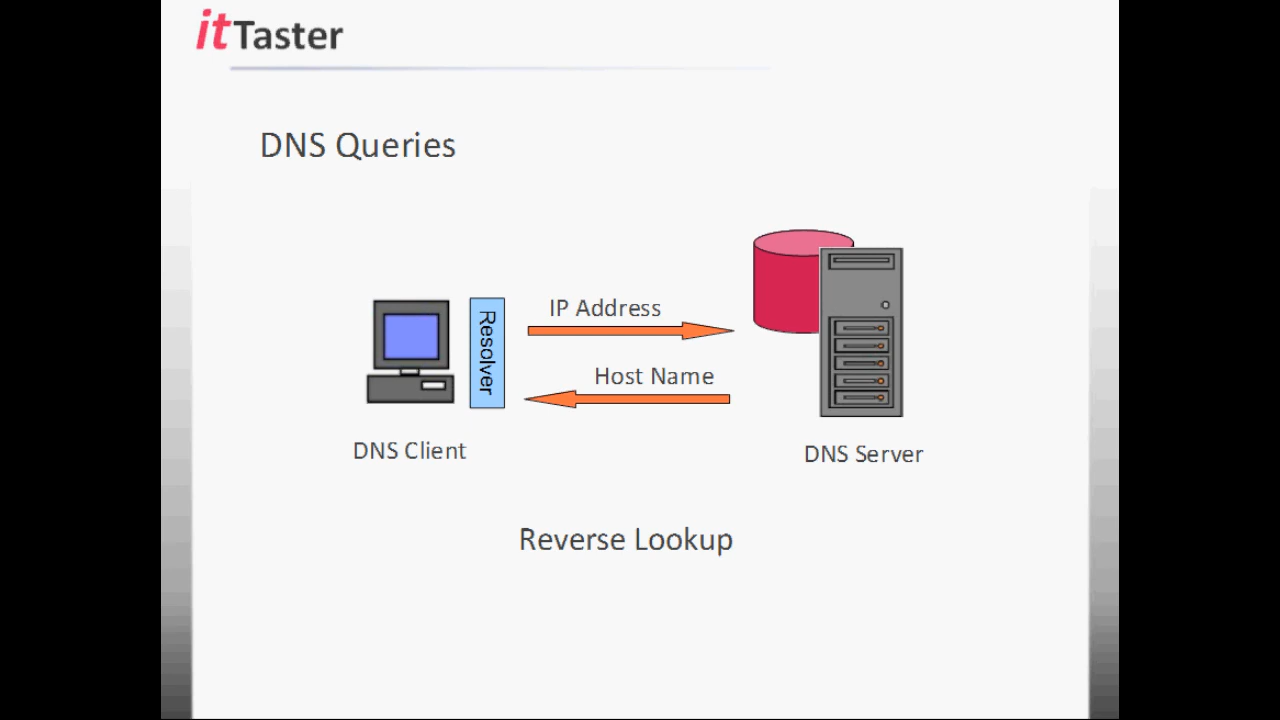 itTaster
DNS Queries
IP Address
Resolver
Host Name
DNS Client
DNS Server
Reverse Lookup